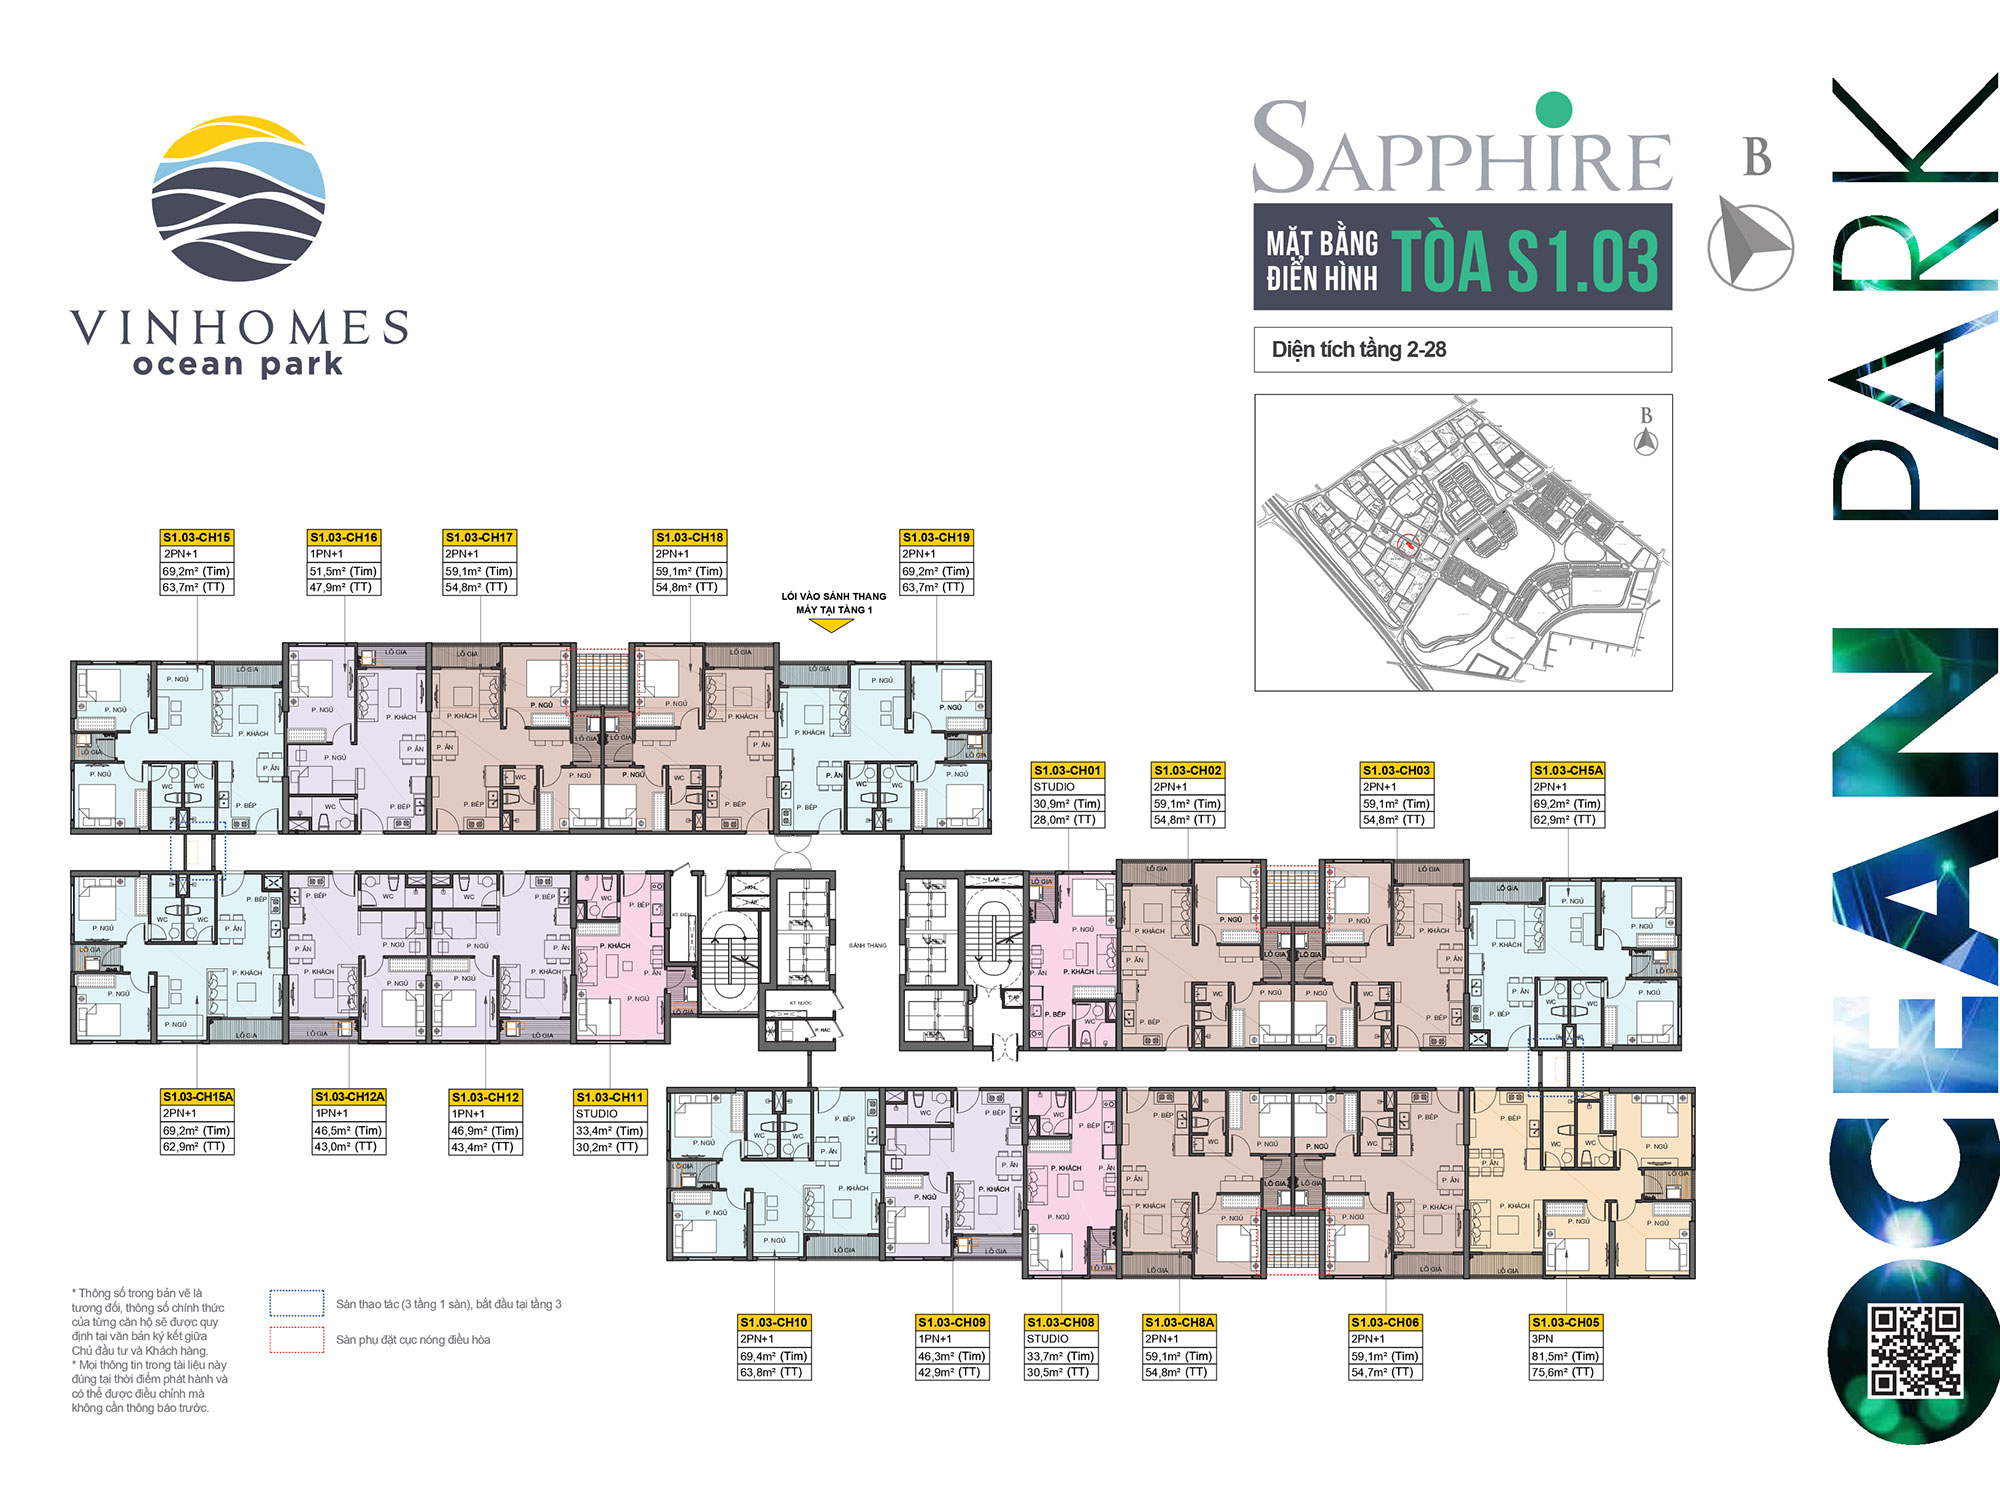 VINHOMES
ocean park
SAPPHIRE
MẶT BẰNG
ĐIỂN HÌNH
TÒA S1.03
B
Diện tích tầng 2-28
B
OCEAN PARK
S1.03-CH15
2PN+1
69,2m² (Tim)
63,7m² (TT)
S1.03-CH16
1PN+1
51,5m² (Tim)
47,9m² (TT)
S1.03-CH17
2PN+1
59,1m² (Tim)
54,8m² (TT)
S1.03-CH18
2PN+1
59,1m² (Tim)
54,8m² (TT)
LỐI VÀO SẢNH THANG
MÁY TẠI TẦNG 1
S1.03-CH19
2PN+1
69,2m² (Tim)
63,7m² (TT)
S1.03-CH01
STUDIO
30,9m² (Tim)
28,0m² (TT)
S1.03-CH02
2PN+1
59,1m² (Tim)
54,8m² (TT)
S1.03-CH03
2PN+1
59,1m² (Tim)
54,8m² (TT)
S1.03-CH5A
2PN+1
69,2m² (Tim)
62,9m² (TT)
P. NGỦ
P. KHÁCH
P. ĂN
P. BẾP
WC
LÔ GIA
SẢNH THANG
KT. ĐIỆN
KT. NƯỚC
P. RÁC
S1.03-CH15A
2PN+1
69,2m² (Tim)
62,9m² (TT)
S1.03-CH12A
1PN+1
46,5m² (Tim)
43,0m² (TT)
S1.03-CH12
1PN+1
46,9m² (Tim)
43,4m² (TT)
S1.03-CH11
STUDIO
33,4m² (Tim)
30,2m² (TT)
S1.03-CH10
2PN+1
69,4m² (Tim)
63,8m² (TT)
S1.03-CH09
1PN+1
46,3m² (Tim)
42,9m² (TT)
S1.03-CH08
STUDIO
33,7m² (Tim)
30,5m² (TT)
S1.03-CH8A
2PN+1
59,1m² (Tim)
54,8m² (TT)
S1.03-CH06
2PN+1
59,1m² (Tim)
54,7m² (TT)
S1.03-CH05
3PN
81,5m² (Tim)
75,6m² (TT)
* Thông số trong bản vẽ là
tương đối, thông số chính thức
của từng căn hộ sẽ được quy
định tại văn bản ký kết giữa
Chủ đầu tư và Khách hàng.
* Mọi thông tin trong tài liệu này
đúng tại thời điểm phát hành và
có thể được điều chỉnh mà
không cần thông báo trước.
Sàn thao tác (3 tầng 1 sàn), bắt đầu tại tầng 3
Sàn phụ đặt cục nóng điều hòa